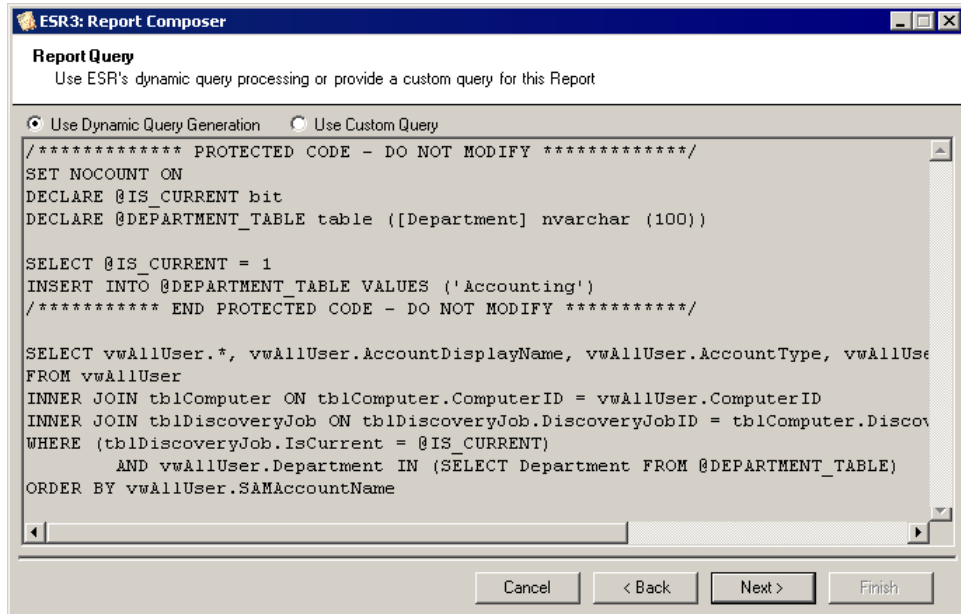 ESR3: Report Composer
Report Query
Use ESR's dynamic query processing or provide a custom query for this Report
Use Dynamic Query Generation Use Custom Query
/************* PROTECTED CODE - DO NOT MODIFY *************/
SET NOCOUNT ON
DECLARE @IS_CURRENT bit
DECLARE @DEPARTMENT_TABLE table ([Department] nvarchar (100))
SELECT @IS_CURRENT = 1
INSERT INTO @DEPARTMENT_TABLE VALUES ('Accounting')
/*********** END PROTECTED CODE - DO NOT MODIFY ***********/
SELECT vwAllUser.*, vwAllUser.AccountDisplayName, vwAllUser.AccountType, vwAllUse
FROM vwAllUser
INNER JOIN tblComputer ON tblComputer.ComputerID = vwAllUser.ComputerID
INNER JOIN tblDiscoveryJob ON tblDiscoveryJob.DiscoveryJobID = tblComputer.Discov
WHERE (tblDiscoveryJob.IsCurrent = @IS_CURRENT)
AND vwAllUser.Department IN (SELECT Department FROM @DEPARTMENT_TABLE)
ORDER BY vwAllUser.SAMAccountName
Cancel < Back Next > Finish